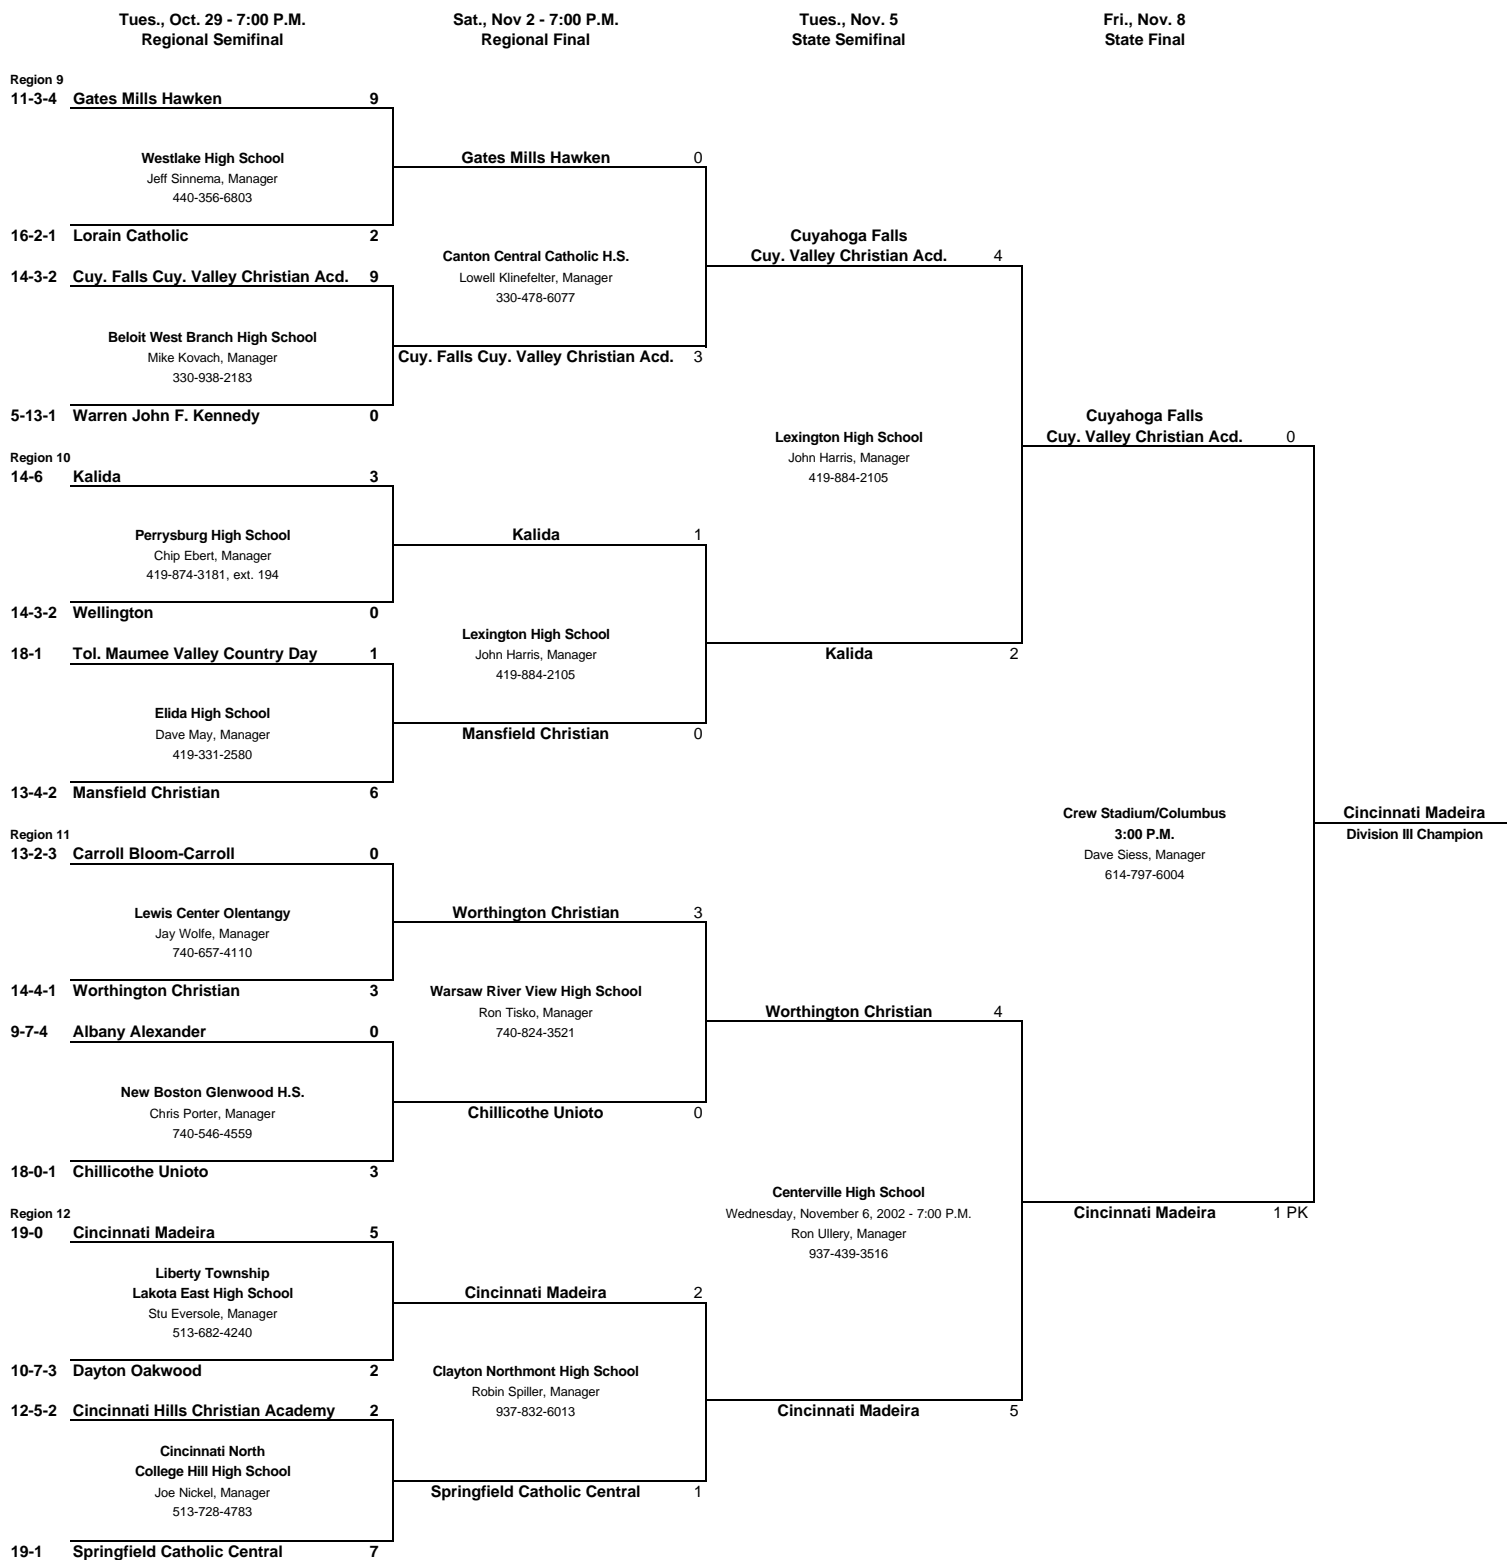 Tues., Oct. 29 - 7:00 P.M.
Regional Semifinal
Sat., Nov 2 - 7:00 P.M.
Regional Final
Tues., Nov. 5
State Semifinal
Fri., Nov. 8
State Final
Region 9
11-3-4 Gates Mills Hawken 9
Westlake High School
Jeff Sinnema, Manager
440-356-6803
16-2-1 Lorain Catholic 2
14-3-2 Cuy. Falls Cuy. Valley Christian Acd. 9
Beloit West Branch High School
Mike Kovach, Manager
330-938-2183
5-13-1 Warren John F. Kennedy 0
Region 10
14-6 Kalida 3
Perrysburg High School
Chip Ebert, Manager
419-874-3181, ext. 194
14-3-2 Wellington 0
18-1 Tol. Maumee Valley Country Day 1
Elida High School
Dave May, Manager
419-331-2580
13-4-2 Mansfield Christian 6
Region 11
13-2-3 Carroll Bloom-Carroll 0
Lewis Center Olentangy
Jay Wolfe, Manager
740-657-4110
14-4-1 Worthington Christian 3
9-7-4 Albany Alexander 0
New Boston Glenwood H.S.
Chris Porter, Manager
740-546-4559
18-0-1 Chillicothe Unioto 3
Region 12
19-0 Cincinnati Madeira 5
Liberty Township
Lakota East High School
Stu Eversole, Manager
513-682-4240
10-7-3 Dayton Oakwood 2
12-5-2 Cincinnati Hills Christian Academy 2
Cincinnati North
College Hill High School
Joe Nickel, Manager
513-728-4783
19-1 Springfield Catholic Central 7
Gates Mills Hawken 0
Canton Central Catholic H.S.
Lowell Klinefelter, Manager
330-478-6077
Cuy. Falls Cuy. Valley Christian Acd. 3
Kalida 1
Lexington High School
John Harris, Manager
419-884-2105
Mansfield Christian 0
Worthington Christian 3
Warsaw River View High School
Ron Tisko, Manager
740-824-3521
Chillicothe Unioto 0
Cincinnati Madeira 2
Clayton Northmont High School
Robin Spiller, Manager
937-832-6013
Springfield Catholic Central 1
Cuyahoga Falls
Cuy. Valley Christian Acd. 4
Lexington High School
John Harris, Manager
419-884-2105
Kalida 2
Worthington Christian 4
Centerville High School
Wednesday, November 6, 2002 - 7:00 P.M.
Ron Ullery, Manager
937-439-3516
Cincinnati Madeira 5
Cuyahoga Falls
Cuy. Valley Christian Acd. 0
Crew Stadium/Columbus
3:00 P.M.
Dave Siess, Manager
614-797-6004
Cincinnati Madeira 1 PK
Cincinnati Madeira
Division III Champion